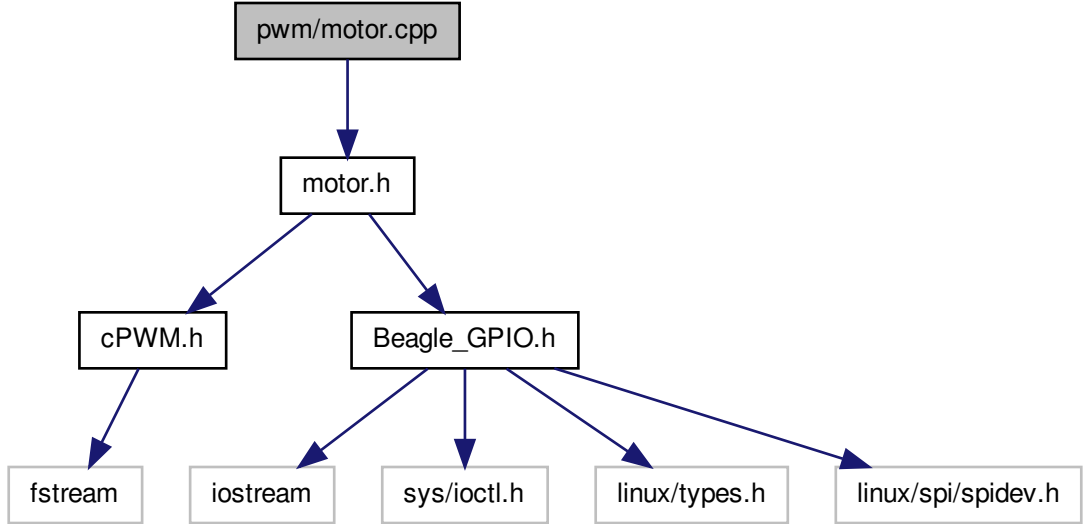 pwm/motor.cpp
motor.h
cPWM.h
Beagle_GPIO.h
fstream
iostream
sys/ioctl.h
linux/types.h
linux/spi/spidev.h